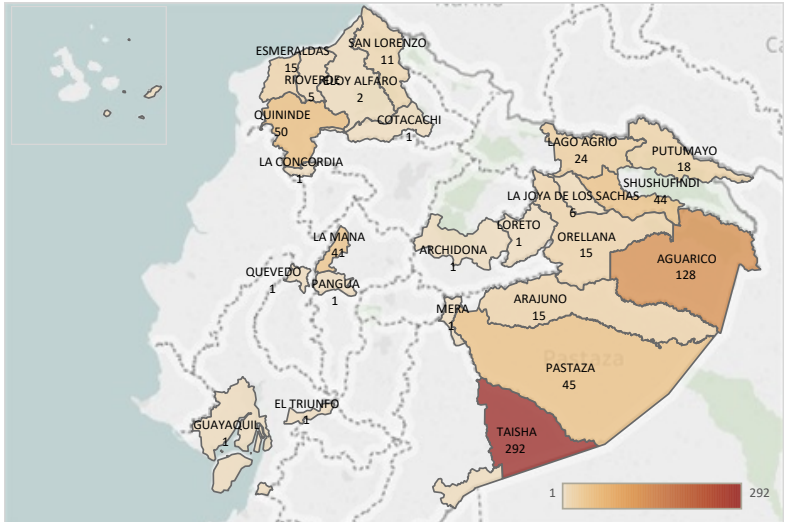 SAN LORENZO
11
ESMERALDAS
15
RIOVERDE
5
ELOY ALFARO
2
QUININDE
50
COTACACHI
1
LA CONCORDIA
1
LAGO AGRIO
24
PUTUMAYO
18
SHUSHUFINDI
44
LA JOYA DE LOS SACHAS
6
LORETO
1
ORELLANA
15
ARCHIDONA
1
AGUARICO
128
LA MANA
41
QUEVEDO
1
PANGUA
1
MERA
1
ARAJUNO
15
Pastaza
PASTAZA
45
EL TRIUNFO
1
GUAYAQUIL
1
TAISHA
292
1
292